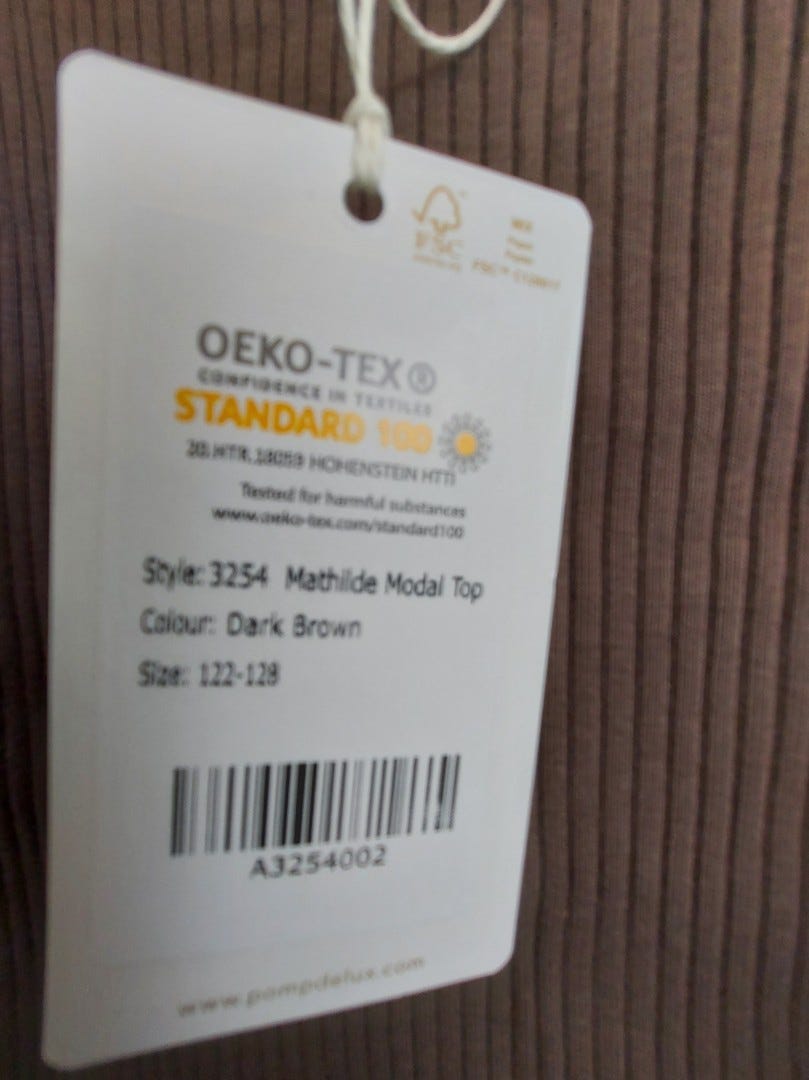 FSC
OEKO-TEX®
CONFIDENCE IN TEXTILES
STANDARD 100
20.HTR.18059 HOHENSTEIN HTTI
Tested for harmful substances
www.oeko-tex.com/standard100
Style: 3254 Mathilde Modal Top
Colour: Dark Brown
Size: 122-128
A3254002
www.pompdelux.com